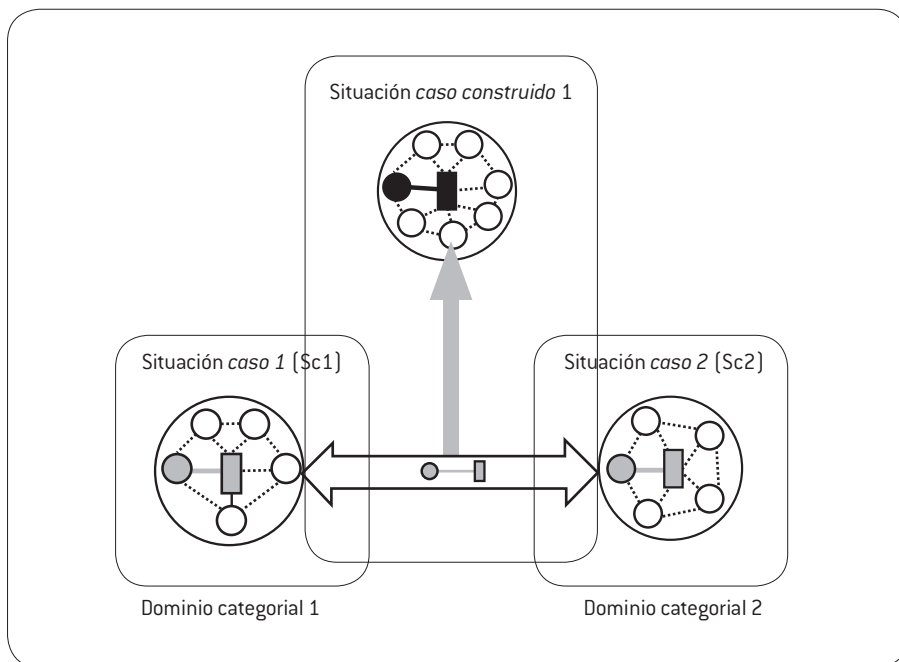 Situación caso construido 1
Situación caso 1 (Sc1)
Situación caso 2 (Sc2)
Dominio categorial 1
Dominio categorial 2